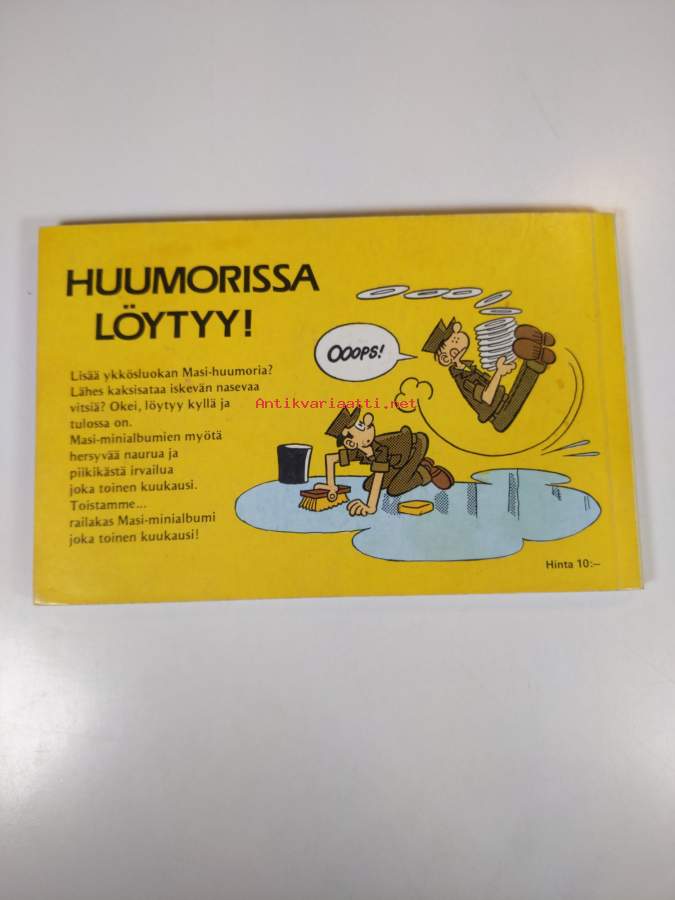 HUUMORISSA
LÖYTYY!
OOOPS!
Lisää ykkösluokan Masi-huumoria?
Lähes kaksisataa iskevän nasevaa
vitsiä? Okei, löytyy kyllä ja
tulossa on.
Masi-minialbumien myötä
hersyvää naurua ja
piikikästä irvailua
joka toinen kuukausi.
Toistamme...
railakas Masi-minialbumi
joka toinen kuukausi!
Antikvariaatti.net
Hinta 10:–